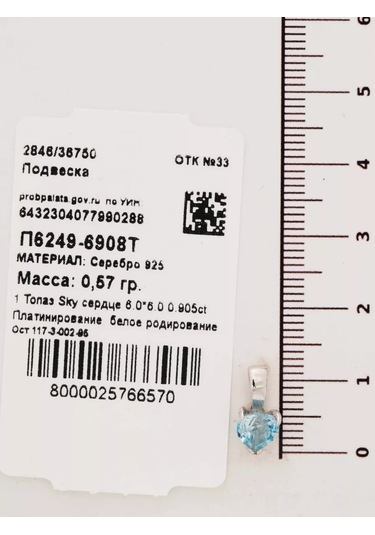 2846/36750
ОТК №33
Подвеска
probpalata.gov.ru по УИН
6432304077980288
П6249-6908Т
МАТЕРИАЛ: Серебро 925
Масса: 0,57 гр.
1 Топаз Sky сердце 6.0*6.0 0.905ct
Платинирование белое родирование
Ост 117-3-002-95
8000025766570
6
5
4
3
2
1
0